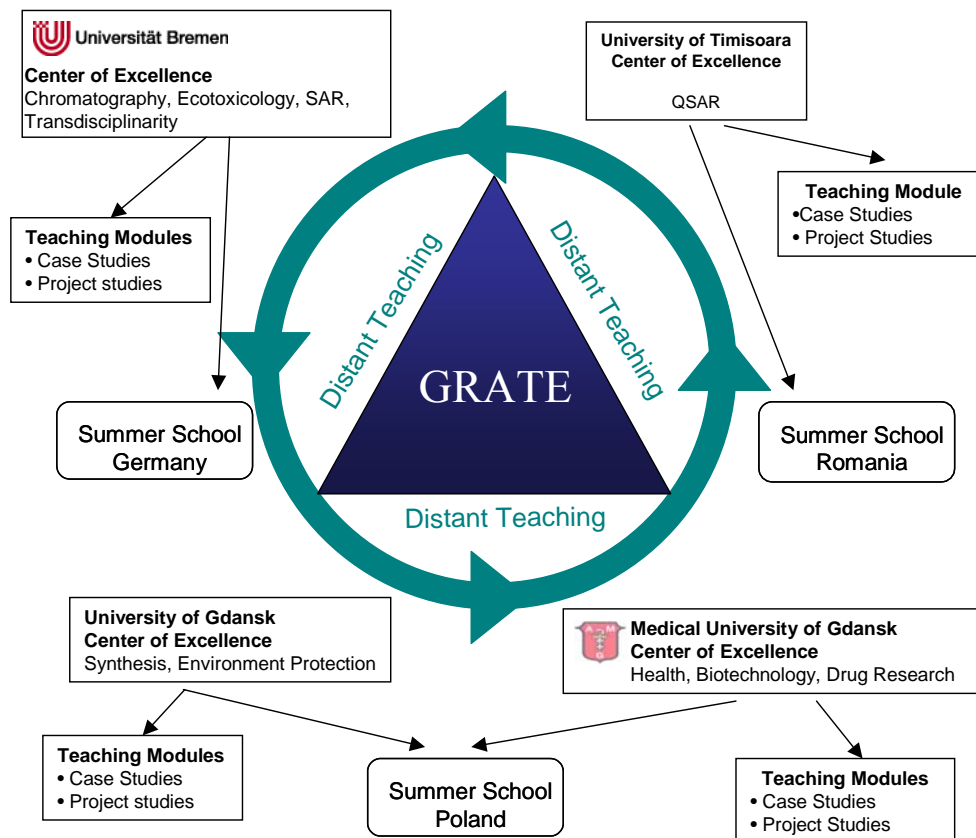 Universität Bremen
Center of Excellence
Chromatography, Ecotoxicology, SAR,
Transdisciplinarity
University of Timisoara
Center of Excellence
QSAR
Teaching Modules
• Case Studies
• Project studies
Teaching Module
•Case Studies
• Project Studies
Distant Teaching
Distant Teaching
GRATE
Distant Teaching
Summer School
Germany
Summer School
Romania
University of Gdansk
Center of Excellence
Synthesis, Environment Protection
A M
G
Medical University of Gdansk
Center of Excellence
Health, Biotechnology, Drug Research
Teaching Modules
• Case Studies
• Project studies
Summer School
Poland
Teaching Modules
• Case Studies
• Project Studies